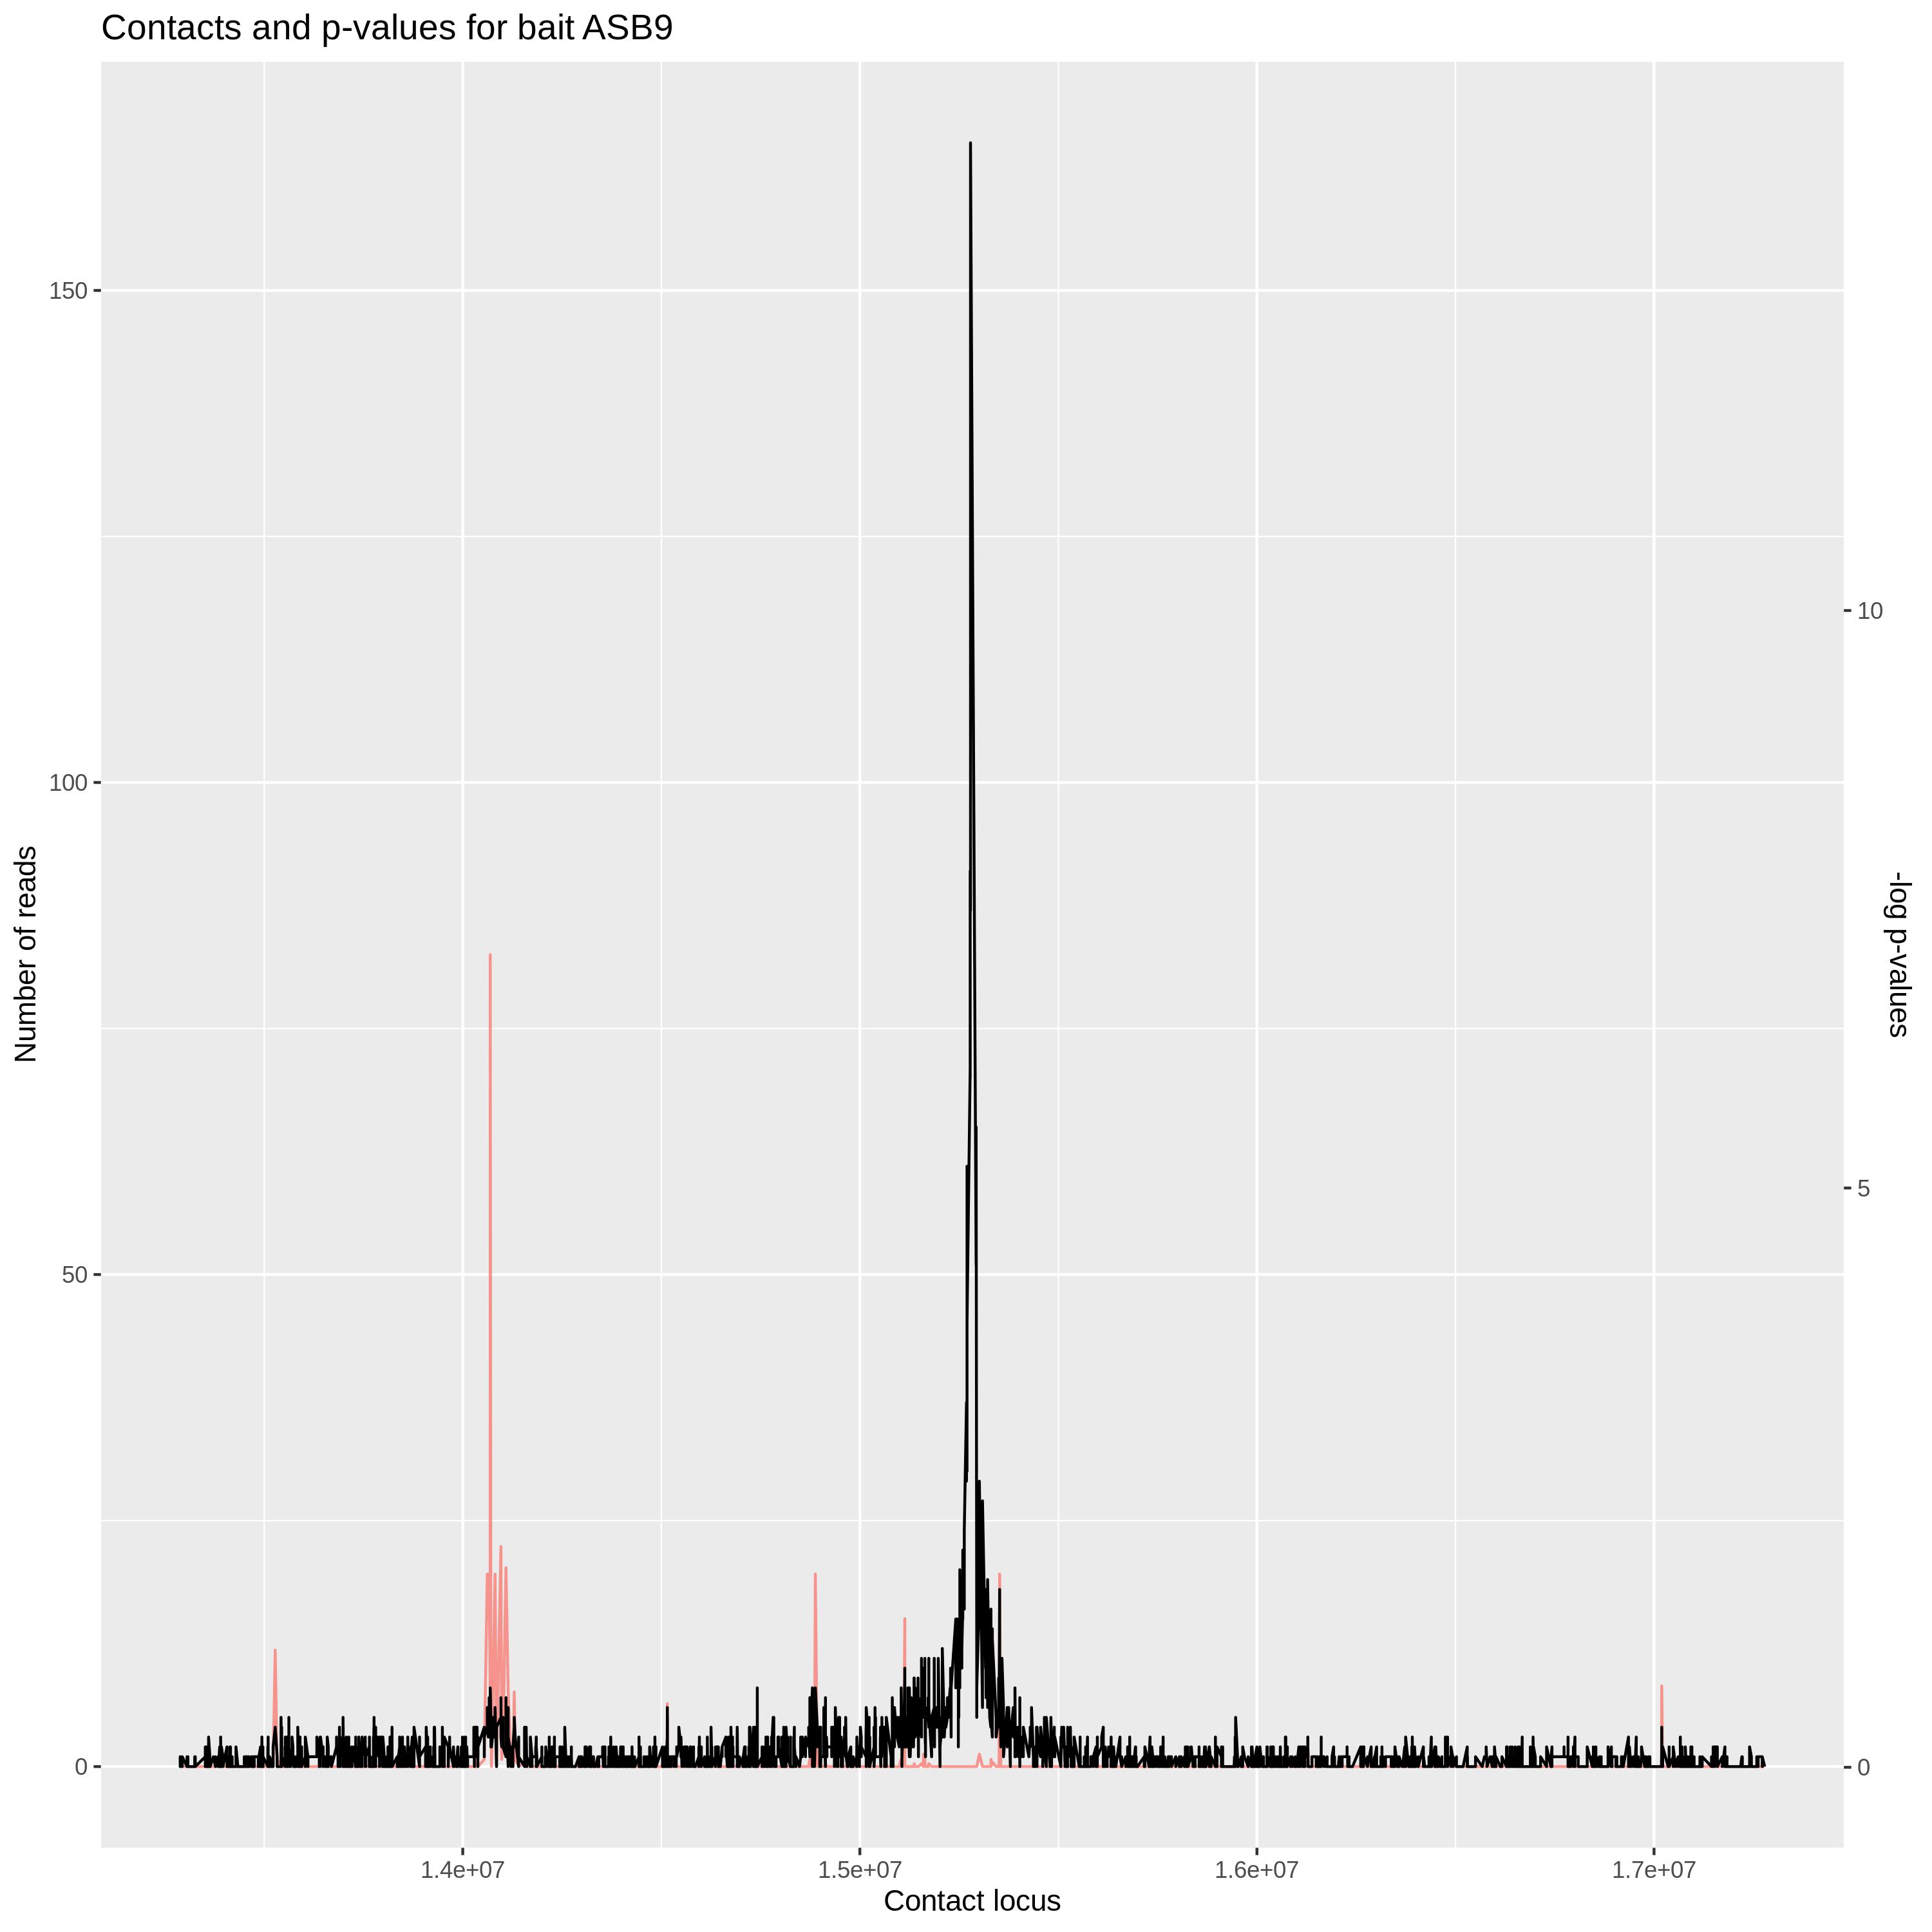 Contacts and p-values for bait ASB9
150
100
50
0
Number of reads
10
5
0
-log p-values
1.4e+07
1.5e+07
1.6e+07
1.7e+07
Contact locus